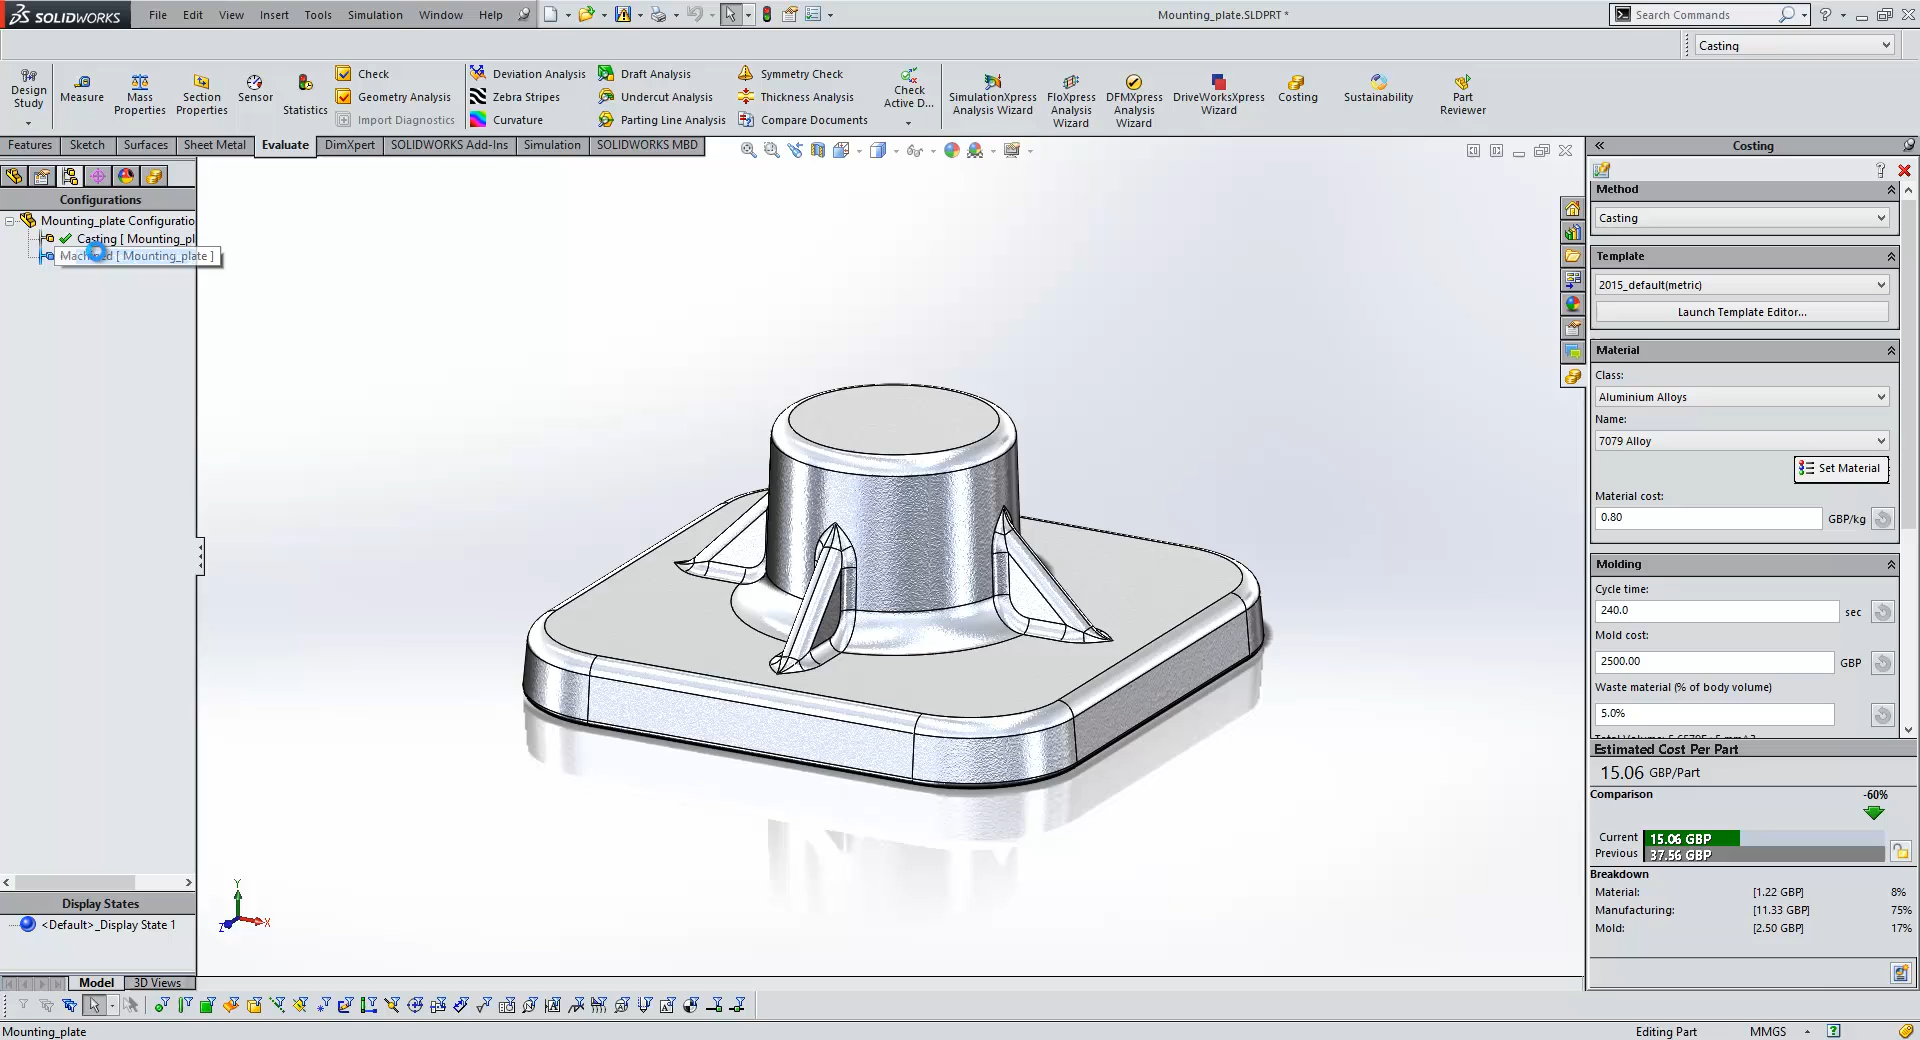 SOLIDWORKS
File Edit View Insert Tools Simulation Window Help
Mounting_plate.SLDPRT *
Search Commands
Casting
Design Study
Measure
Mass Properties
Section Properties
Sensor
Statistics
Check
Geometry Analysis
Import Diagnostics
Deviation Analysis
Zebra Stripes
Curvature
Draft Analysis
Undercut Analysis
Parting Line Analysis
Symmetry Check
Thickness Analysis
Compare Documents
Check Active D...
SimulationXpress Analysis Wizard
FloXpress Analysis Wizard
DFMXpress Analysis Wizard
DriveWorksXpress Wizard
Costing
Sustainability
Part Reviewer
Features Sketch Surfaces Sheet Metal Evaluate DimXpert SOLIDWORKS Add-Ins Simulation SOLIDWORKS MBD
Configurations
Mounting_plate Configuratio
Casting [ Mounting_pl
Machined [ Mounting_plate ]
Display States
<Default>_Display State 1
Y
X
Z
Model 3D Views
Mounting_plate
Editing Part
MMGS
Costing
Method
Casting
Template
2015_default(metric)
Launch Template Editor...
Material
Class:
Aluminium Alloys
Name:
7079 Alloy
Set Material
Material cost:
0.80 GBP/kg
Molding
Cycle time:
240.0 sec
Mold cost:
2500.00 GBP
Waste material (% of body volume)
5.0%
Estimated Cost Per Part
15.06 GBP/Part
Comparison -60%
Current 15.06 GBP
Previous 37.56 GBP
Breakdown
Material: [1.22 GBP] 8%
Manufacturing: [11.33 GBP] 75%
Mold: [2.50 GBP] 17%